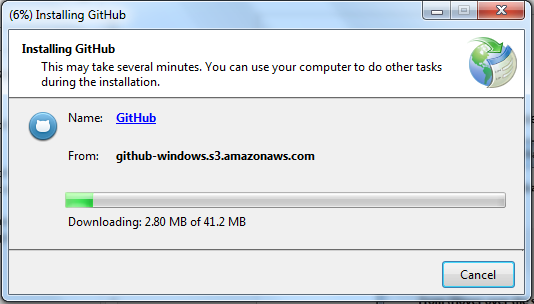 (6%) Installing GitHub
Installing GitHub
This may take several minutes. You can use your computer to do other tasks
during the installation.
Name: GitHub
From: github-windows.s3.amazonaws.com
Downloading: 2.80 MB of 41.2 MB
Cancel